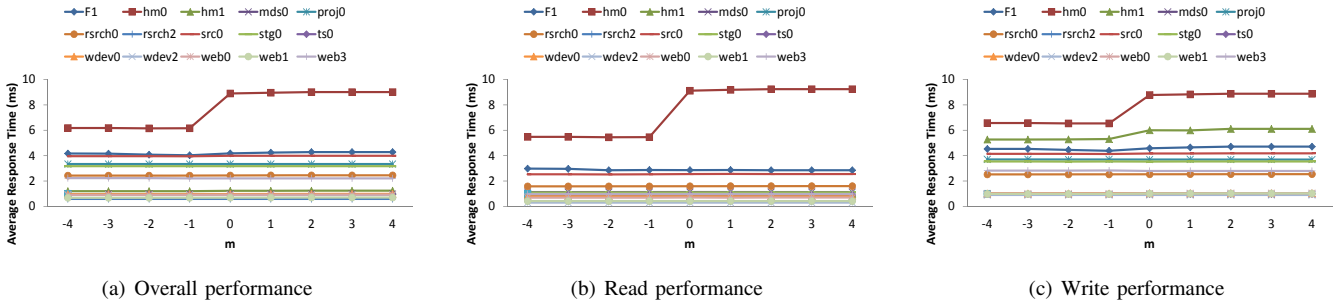 F1 hm0 hm1 mds0 proj0
rsrch0 rsrch2 src0 stg0 ts0
wdev0 wdev2 web0 web1 web3
Average Response Time (ms)
10
8
6
4
2
0
-4 -3 -2 -1 0 1 2 3 4
m
(a) Overall performance
F1 hm0 hm1 mds0 proj0
rsrch0 rsrch2 src0 stg0 ts0
wdev0 wdev2 web0 web1 web3
Average Response Time (ms)
10
8
6
4
2
0
-4 -3 -2 -1 0 1 2 3 4
m
(b) Read performance
F1 hm0 hm1 mds0 proj0
rsrch0 rsrch2 src0 stg0 ts0
wdev0 wdev2 web0 web1 web3
Average Response Time (ms)
10
8
6
4
2
0
-4 -3 -2 -1 0 1 2 3 4
m
(c) Write performance